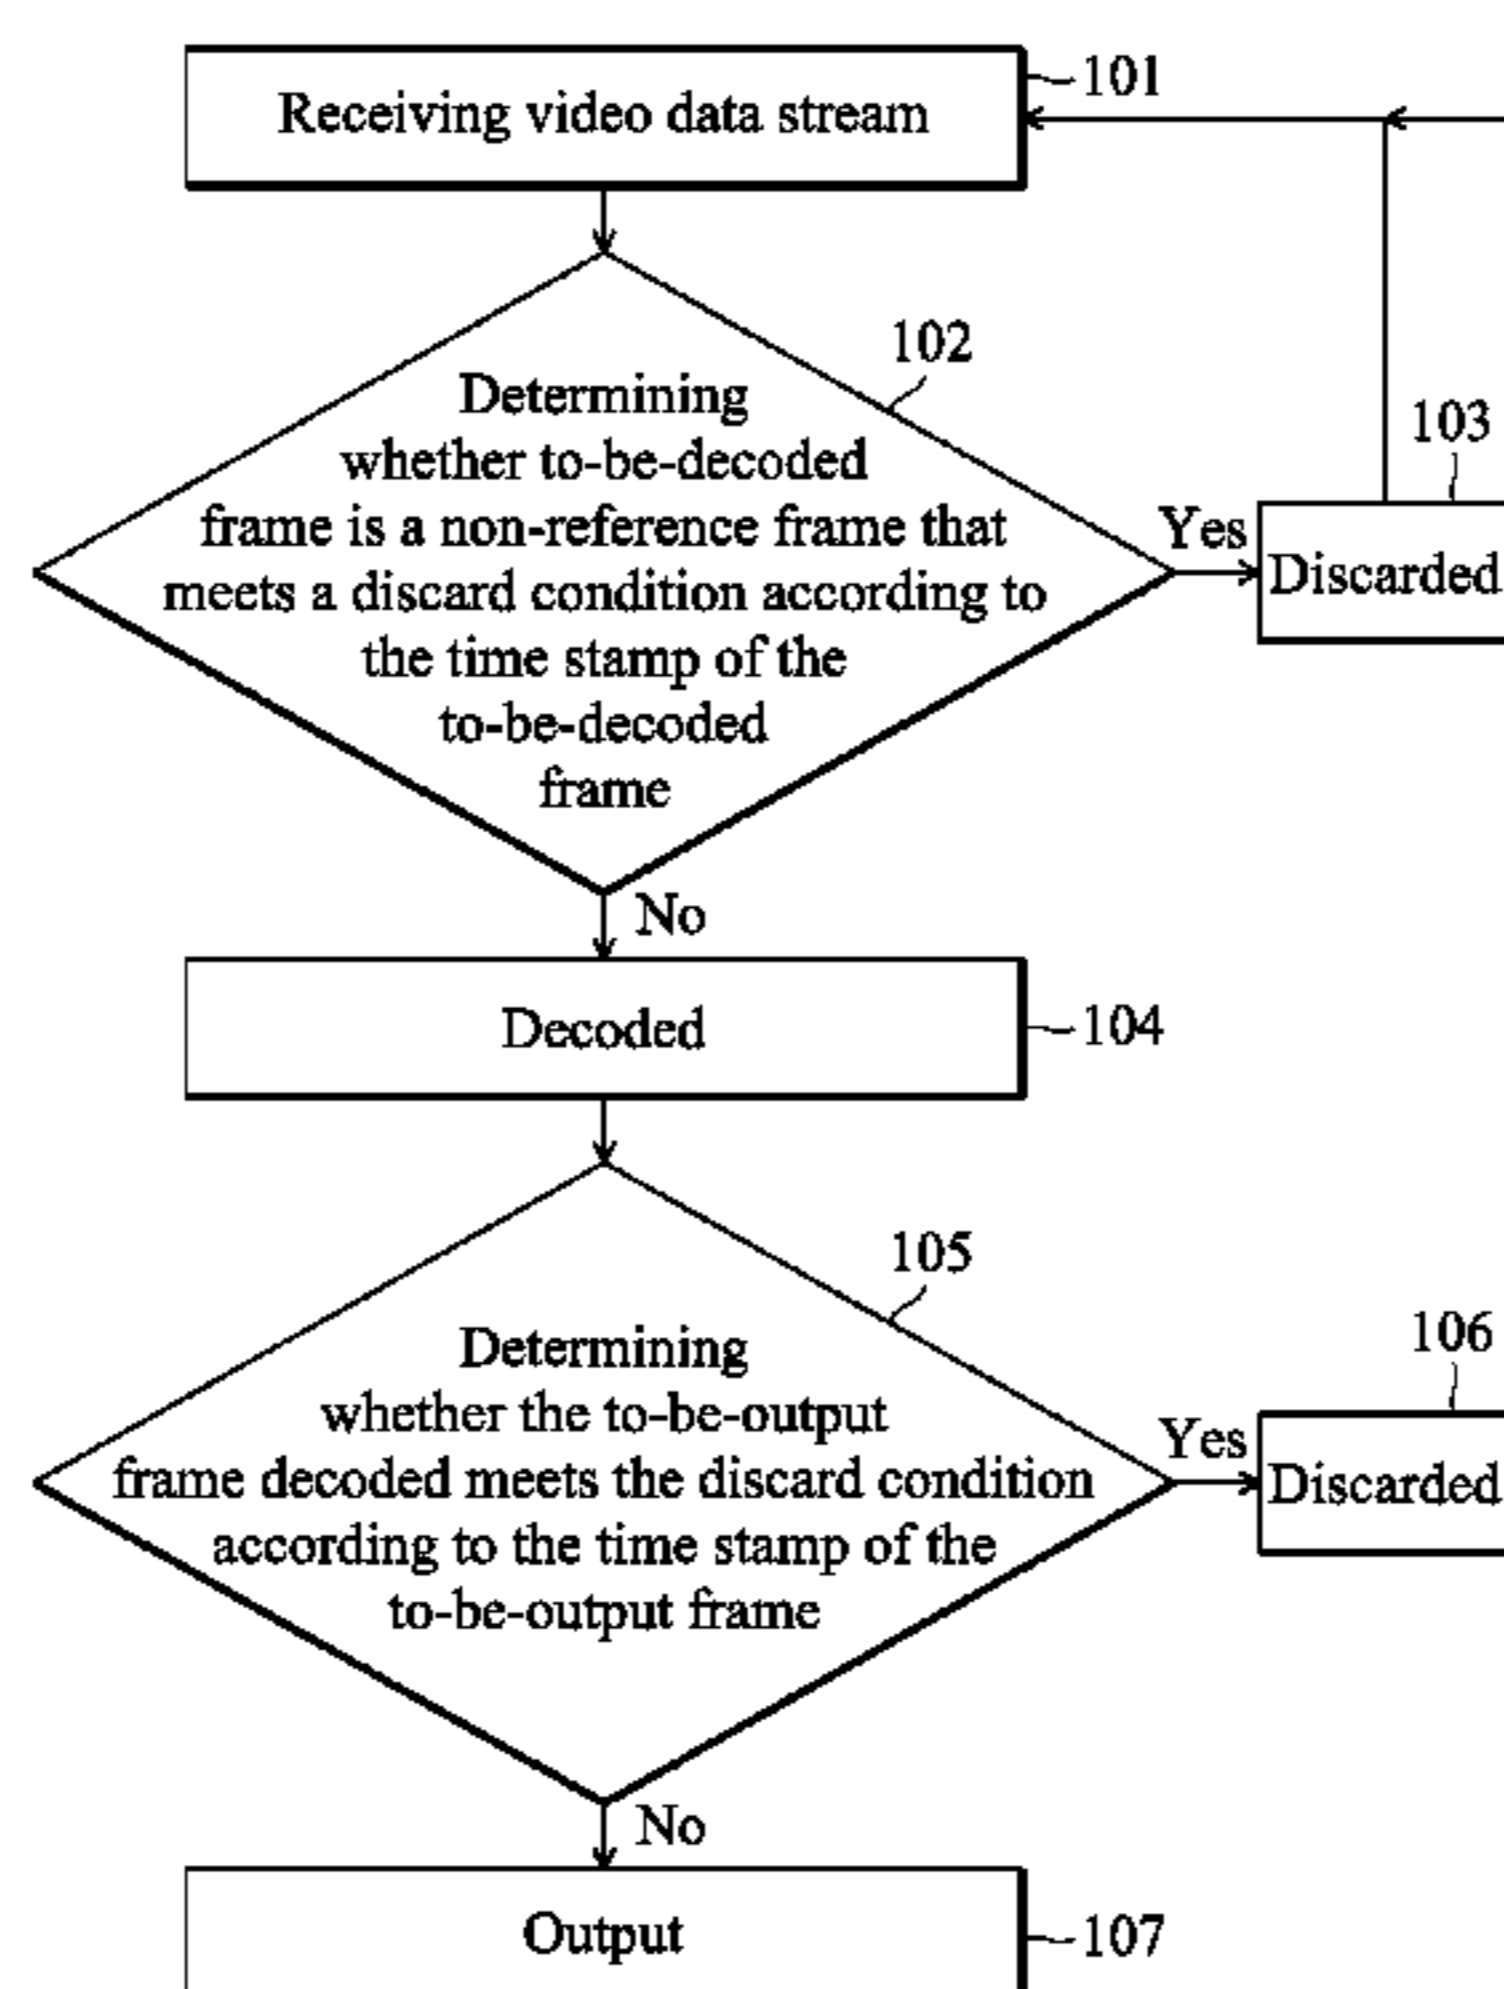 Receiving video data stream
101
102
Determining
whether to-be-decoded
frame is a non-reference frame that
meets a discard condition according to
the time stamp of the
to-be-decoded
frame
Yes
103
Discarded
No
Decoded
104
105
Determining
whether the to-be-output
frame decoded meets the discard condition
according to the time stamp of the
to-be-output frame
Yes
106
Discarded
No
Output
107